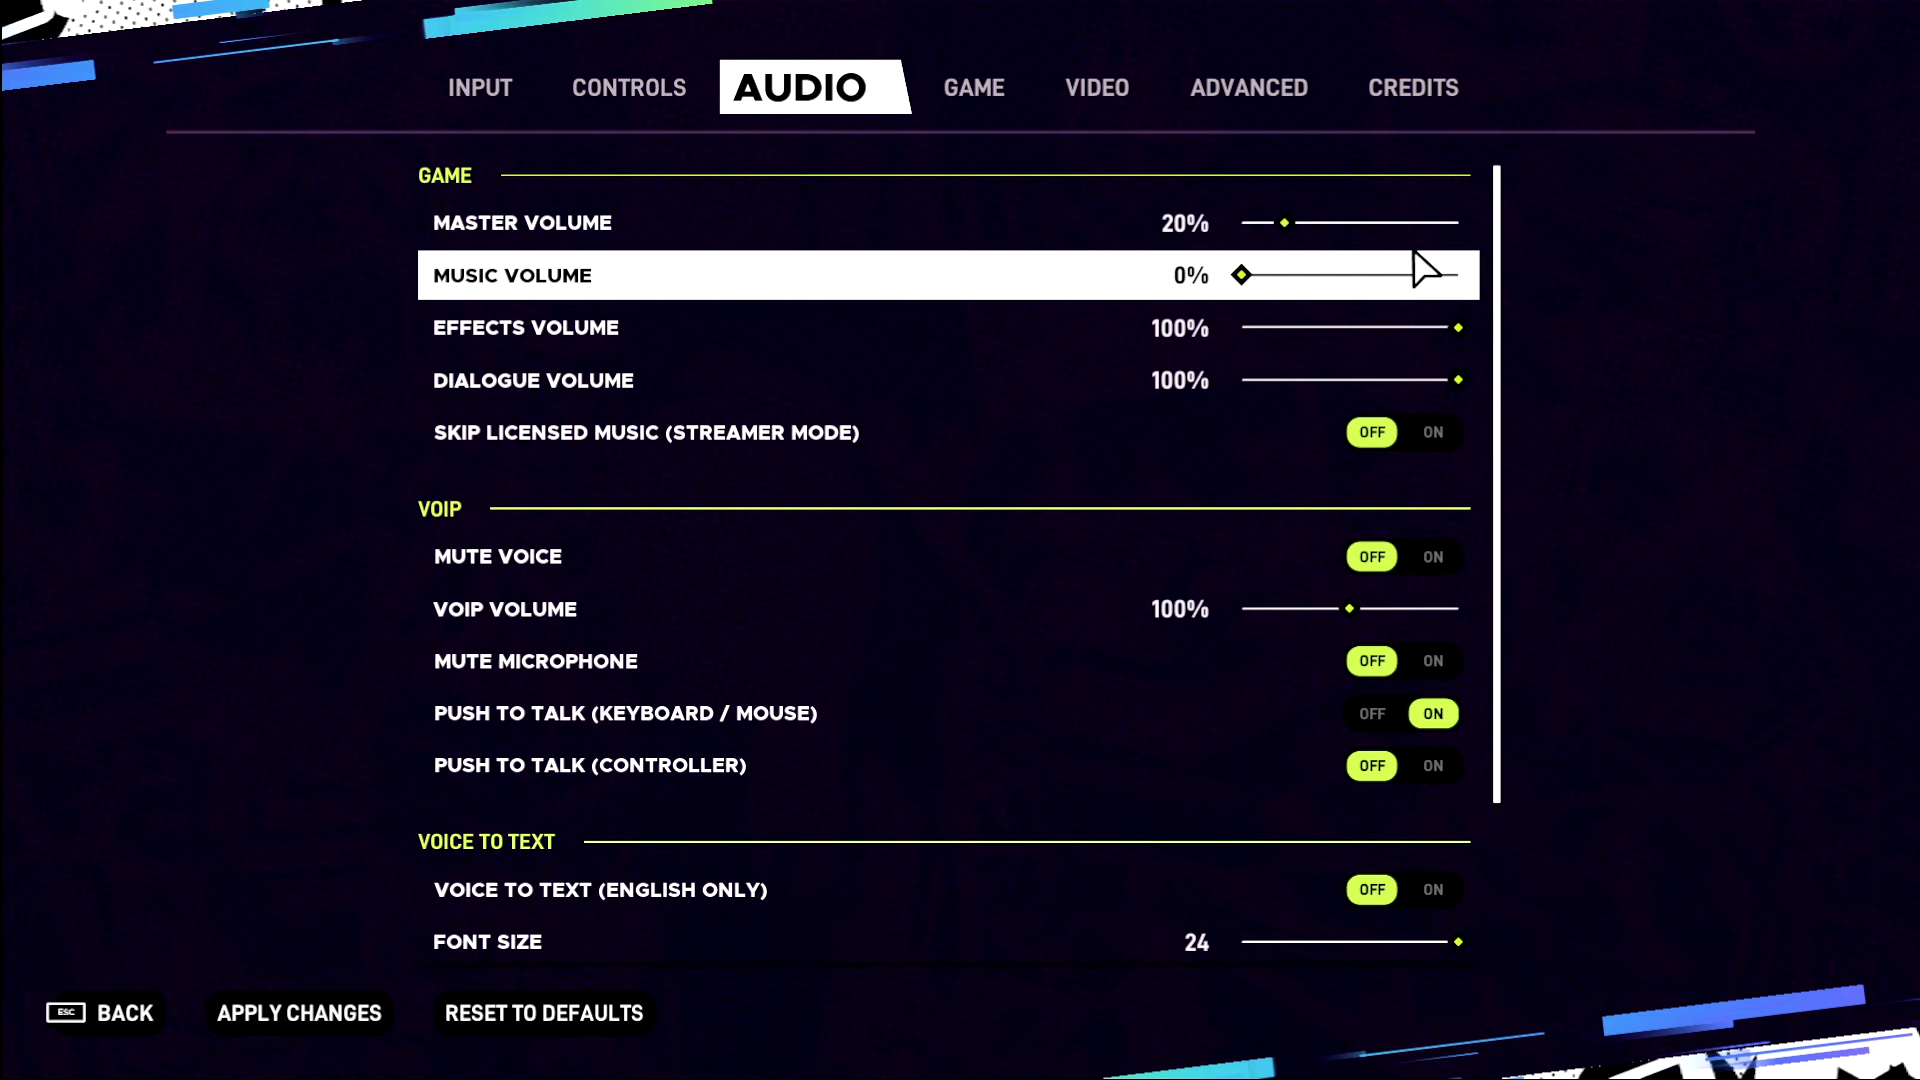 INPUT CONTROLS AUDIO GAME VIDEO ADVANCED CREDITS
GAME
MASTER VOLUME 20%
MUSIC VOLUME 0%
EFFECTS VOLUME 100%
DIALOGUE VOLUME 100%
SKIP LICENSED MUSIC (STREAMER MODE) OFF ON
VOIP
MUTE VOICE OFF ON
VOIP VOLUME 100%
MUTE MICROPHONE OFF ON
PUSH TO TALK (KEYBOARD / MOUSE) OFF ON
PUSH TO TALK (CONTROLLER) OFF ON
VOICE TO TEXT
VOICE TO TEXT (ENGLISH ONLY) OFF ON
FONT SIZE 24
ESC BACK APPLY CHANGES RESET TO DEFAULTS